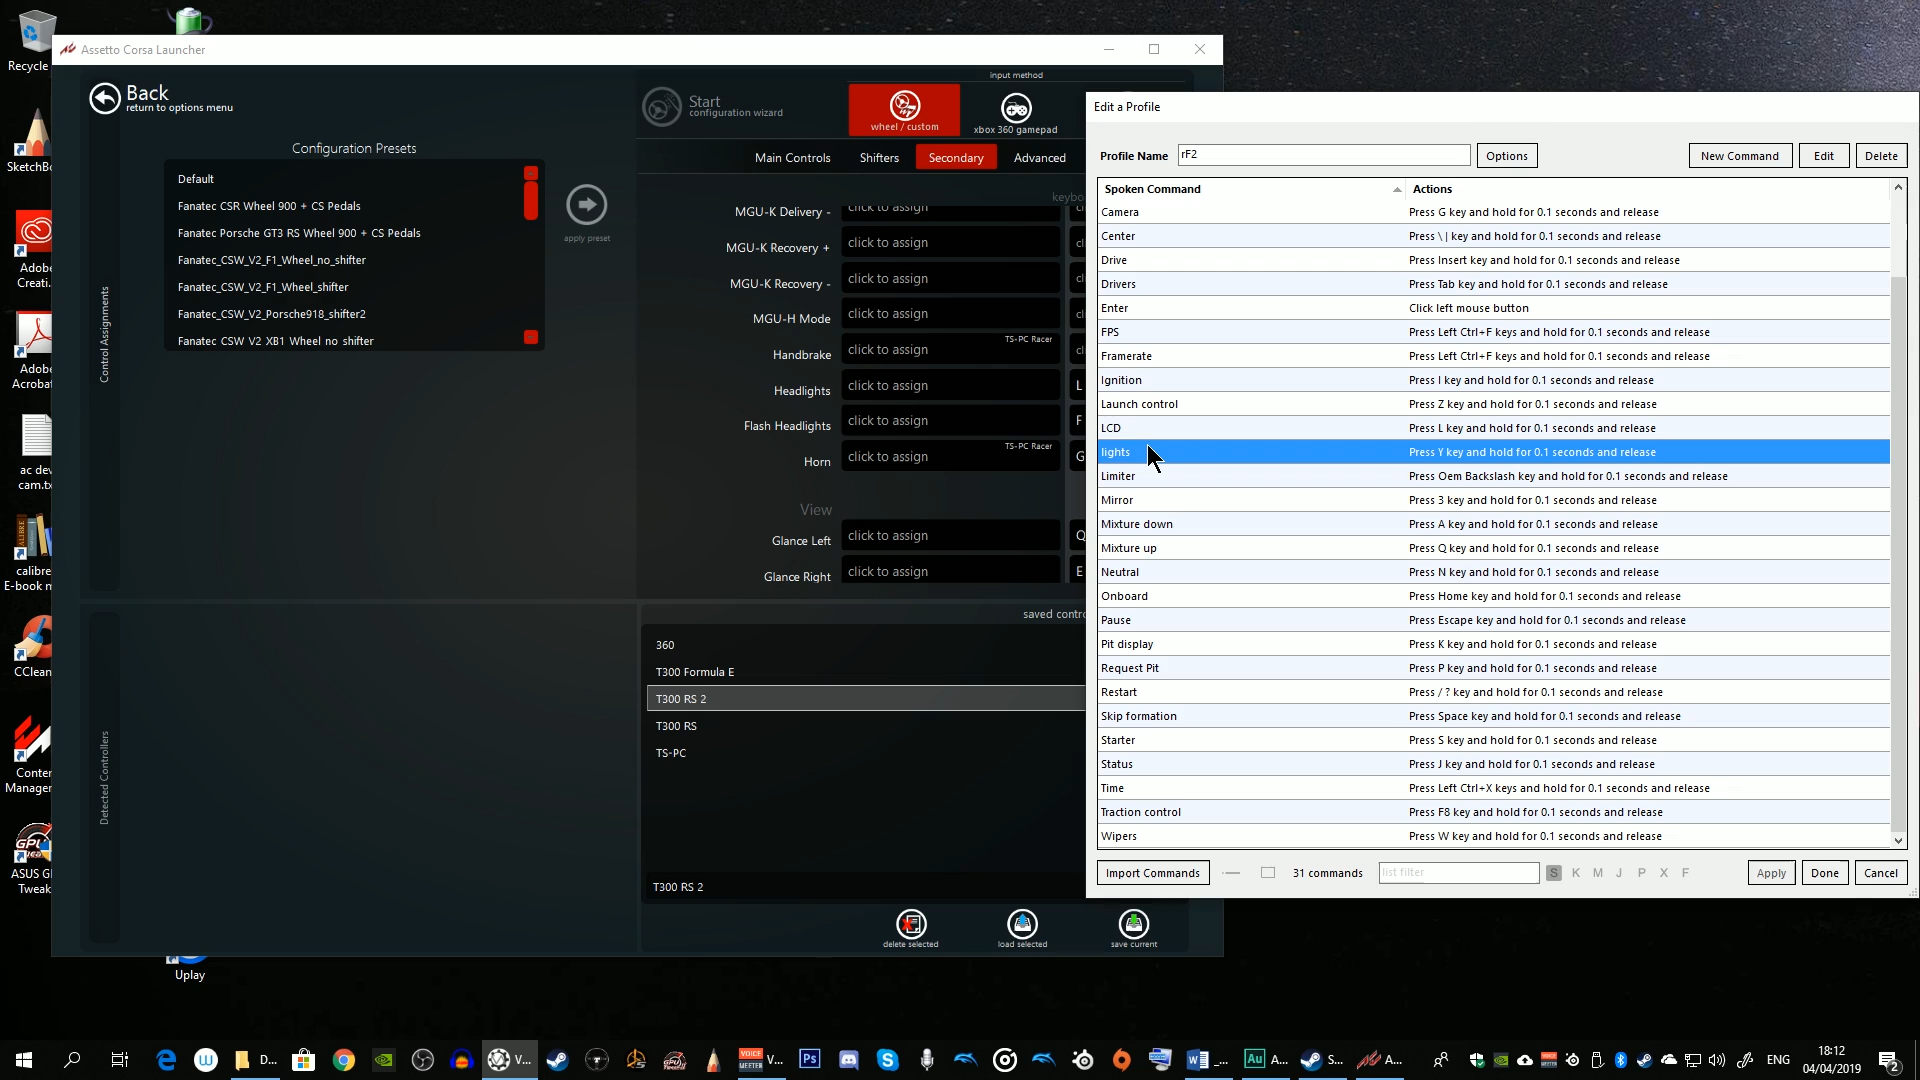 Recycle
SketchBo
Adobe
Creati...
Adobe
Acrobat
ac dev
cam.tx
calibre
E-book m
CClean
Conten
Manager
ASUS GP
Tweak
Uplay
Assetto Corsa Launcher
Back
return to options menu
Control Assignments
Configuration Presets
Default
Fanatec CSR Wheel 900 + CS Pedals
Fanatec Porsche GT3 RS Wheel 900 + CS Pedals
Fanatec_CSW_V2_F1_Wheel_no_shifter
Fanatec_CSW_V2_F1_Wheel_shifter
Fanatec_CSW_V2_Porsche918_shifter2
Fanatec CSW V2 XB1 Wheel no shifter
apply preset
Start
configuration wizard
input method
wheel / custom
xbox 360 gamepad
Main Controls
Shifters
Secondary
Advanced
keybo
MGU-K Delivery - click to assign
MGU-K Recovery + click to assign
MGU-K Recovery - click to assign
MGU-H Mode click to assign
Handbrake click to assign TS-PC Racer
Headlights click to assign L
Flash Headlights click to assign F
Horn click to assign TS-PC Racer G
View
Glance Left click to assign Q
Glance Right click to assign E
Detected Controllers
saved contro
360
T300 Formula E
T300 RS 2
T300 RS
TS-PC
T300 RS 2
delete selected
load selected
save current
Edit a Profile
Profile Name rF2 Options New Command Edit Delete
Spoken Command Actions
Camera Press G key and hold for 0.1 seconds and release
Center Press \ | key and hold for 0.1 seconds and release
Drive Press Insert key and hold for 0.1 seconds and release
Drivers Press Tab key and hold for 0.1 seconds and release
Enter Click left mouse button
FPS Press Left Ctrl+F keys and hold for 0.1 seconds and release
Framerate Press Left Ctrl+F keys and hold for 0.1 seconds and release
Ignition Press I key and hold for 0.1 seconds and release
Launch control Press Z key and hold for 0.1 seconds and release
LCD Press L key and hold for 0.1 seconds and release
lights Press Y key and hold for 0.1 seconds and release
Limiter Press Oem Backslash key and hold for 0.1 seconds and release
Mirror Press 3 key and hold for 0.1 seconds and release
Mixture down Press A key and hold for 0.1 seconds and release
Mixture up Press Q key and hold for 0.1 seconds and release
Neutral Press N key and hold for 0.1 seconds and release
Onboard Press Home key and hold for 0.1 seconds and release
Pause Press Escape key and hold for 0.1 seconds and release
Pit display Press K key and hold for 0.1 seconds and release
Request Pit Press P key and hold for 0.1 seconds and release
Restart Press / ? key and hold for 0.1 seconds and release
Skip formation Press Space key and hold for 0.1 seconds and release
Starter Press S key and hold for 0.1 seconds and release
Status Press J key and hold for 0.1 seconds and release
Time Press Left Ctrl+X keys and hold for 0.1 seconds and release
Traction control Press F8 key and hold for 0.1 seconds and release
Wipers Press W key and hold for 0.1 seconds and release
Import Commands 31 commands list filter S K M J P X F Apply Done Cancel
D... V... V... ... A... S... A... ENG 18:12
04/04/2019
2